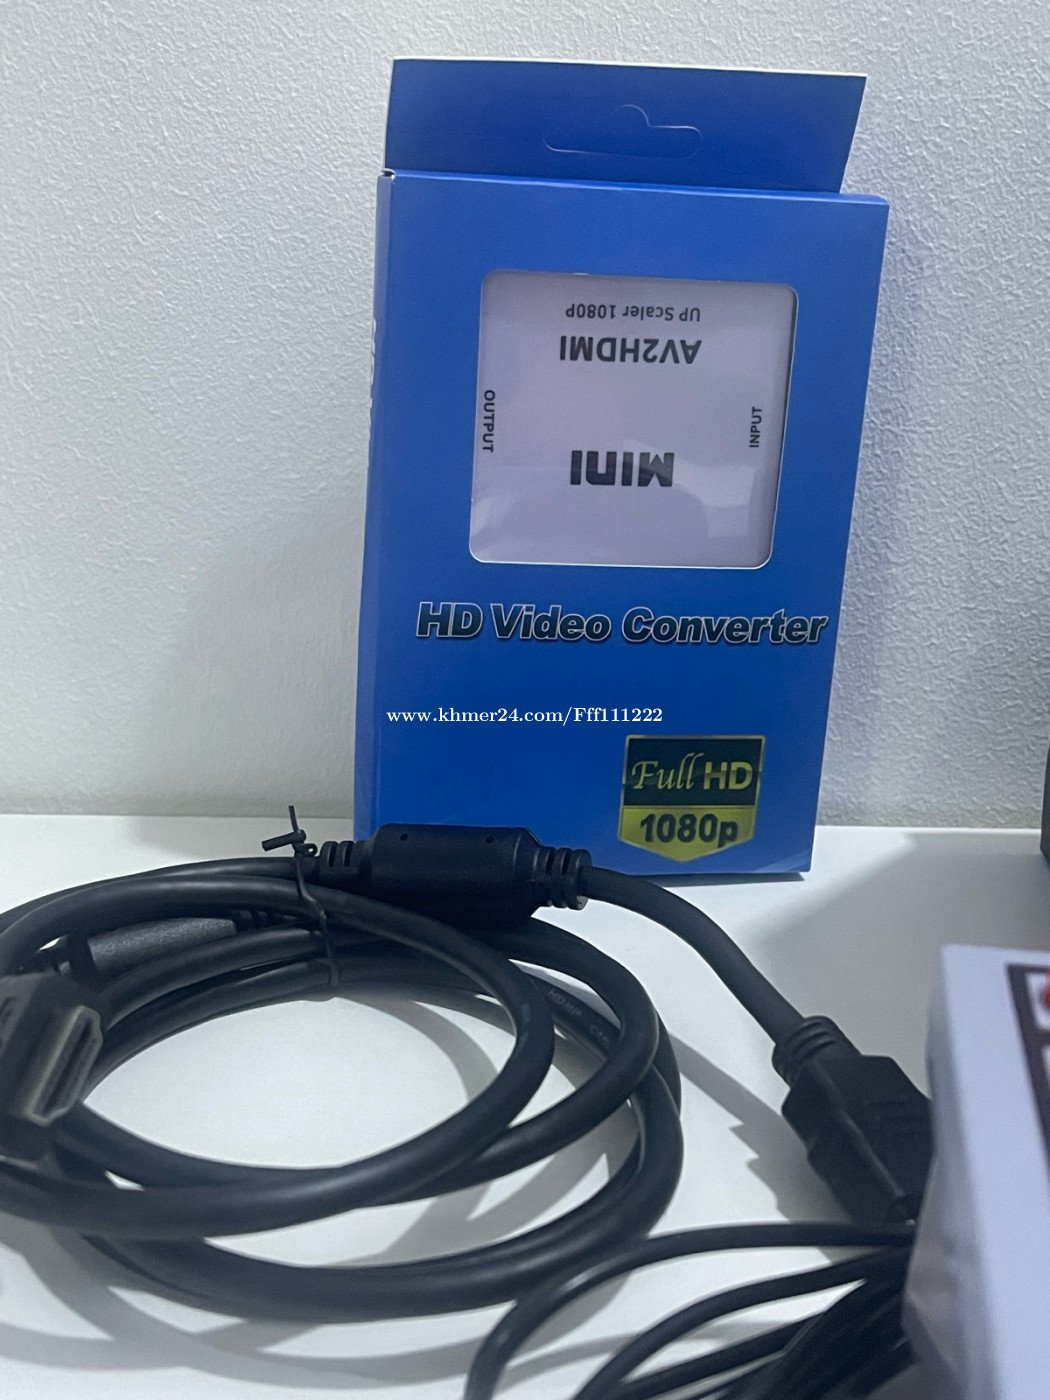 UP Scaler 1080P
AV2HDMI
OUTPUT
INPUT
MINI
HD Video Converter
www.khmer24.com/Fff111222
Full HD
1080p